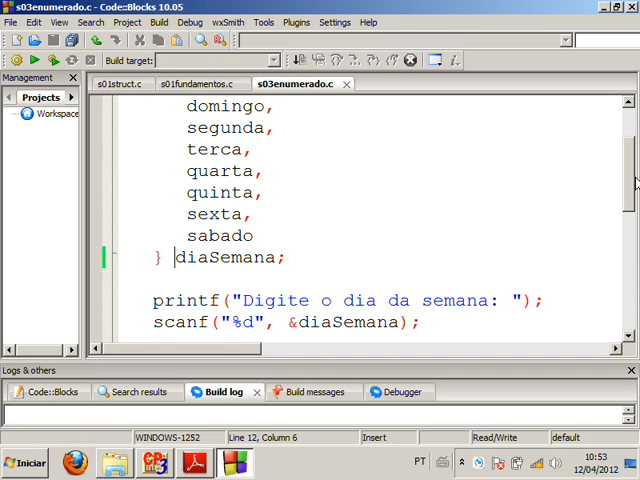 s03enumerado.c - Code::Blocks 10.05
File Edit View Search Project Build Debug wxSmith Tools Plugins Settings Help
Build target:
Management
s01struct.c s01fundamentos.c s03enumerado.c
Projects
Workspace
domingo,
segunda,
terca,
quarta,
quinta,
sexta,
sabado
} diaSemana;
printf("Digite o dia da semana: ");
scanf("%d", &diaSemana);
Logs & others
Code::Blocks Search results Build log Build messages Debugger
WINDOWS-1252 Line 12, Column 6 Insert Read/Write default
Iniciar PT 10:53
12/04/2012